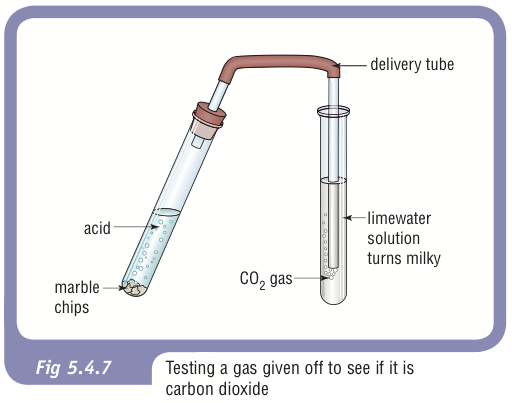 delivery tube
acid
limewater
solution
turns milky
CO₂ gas
marble
chips
Fig 5.4.7
Testing a gas given off to see if it is
carbon dioxide